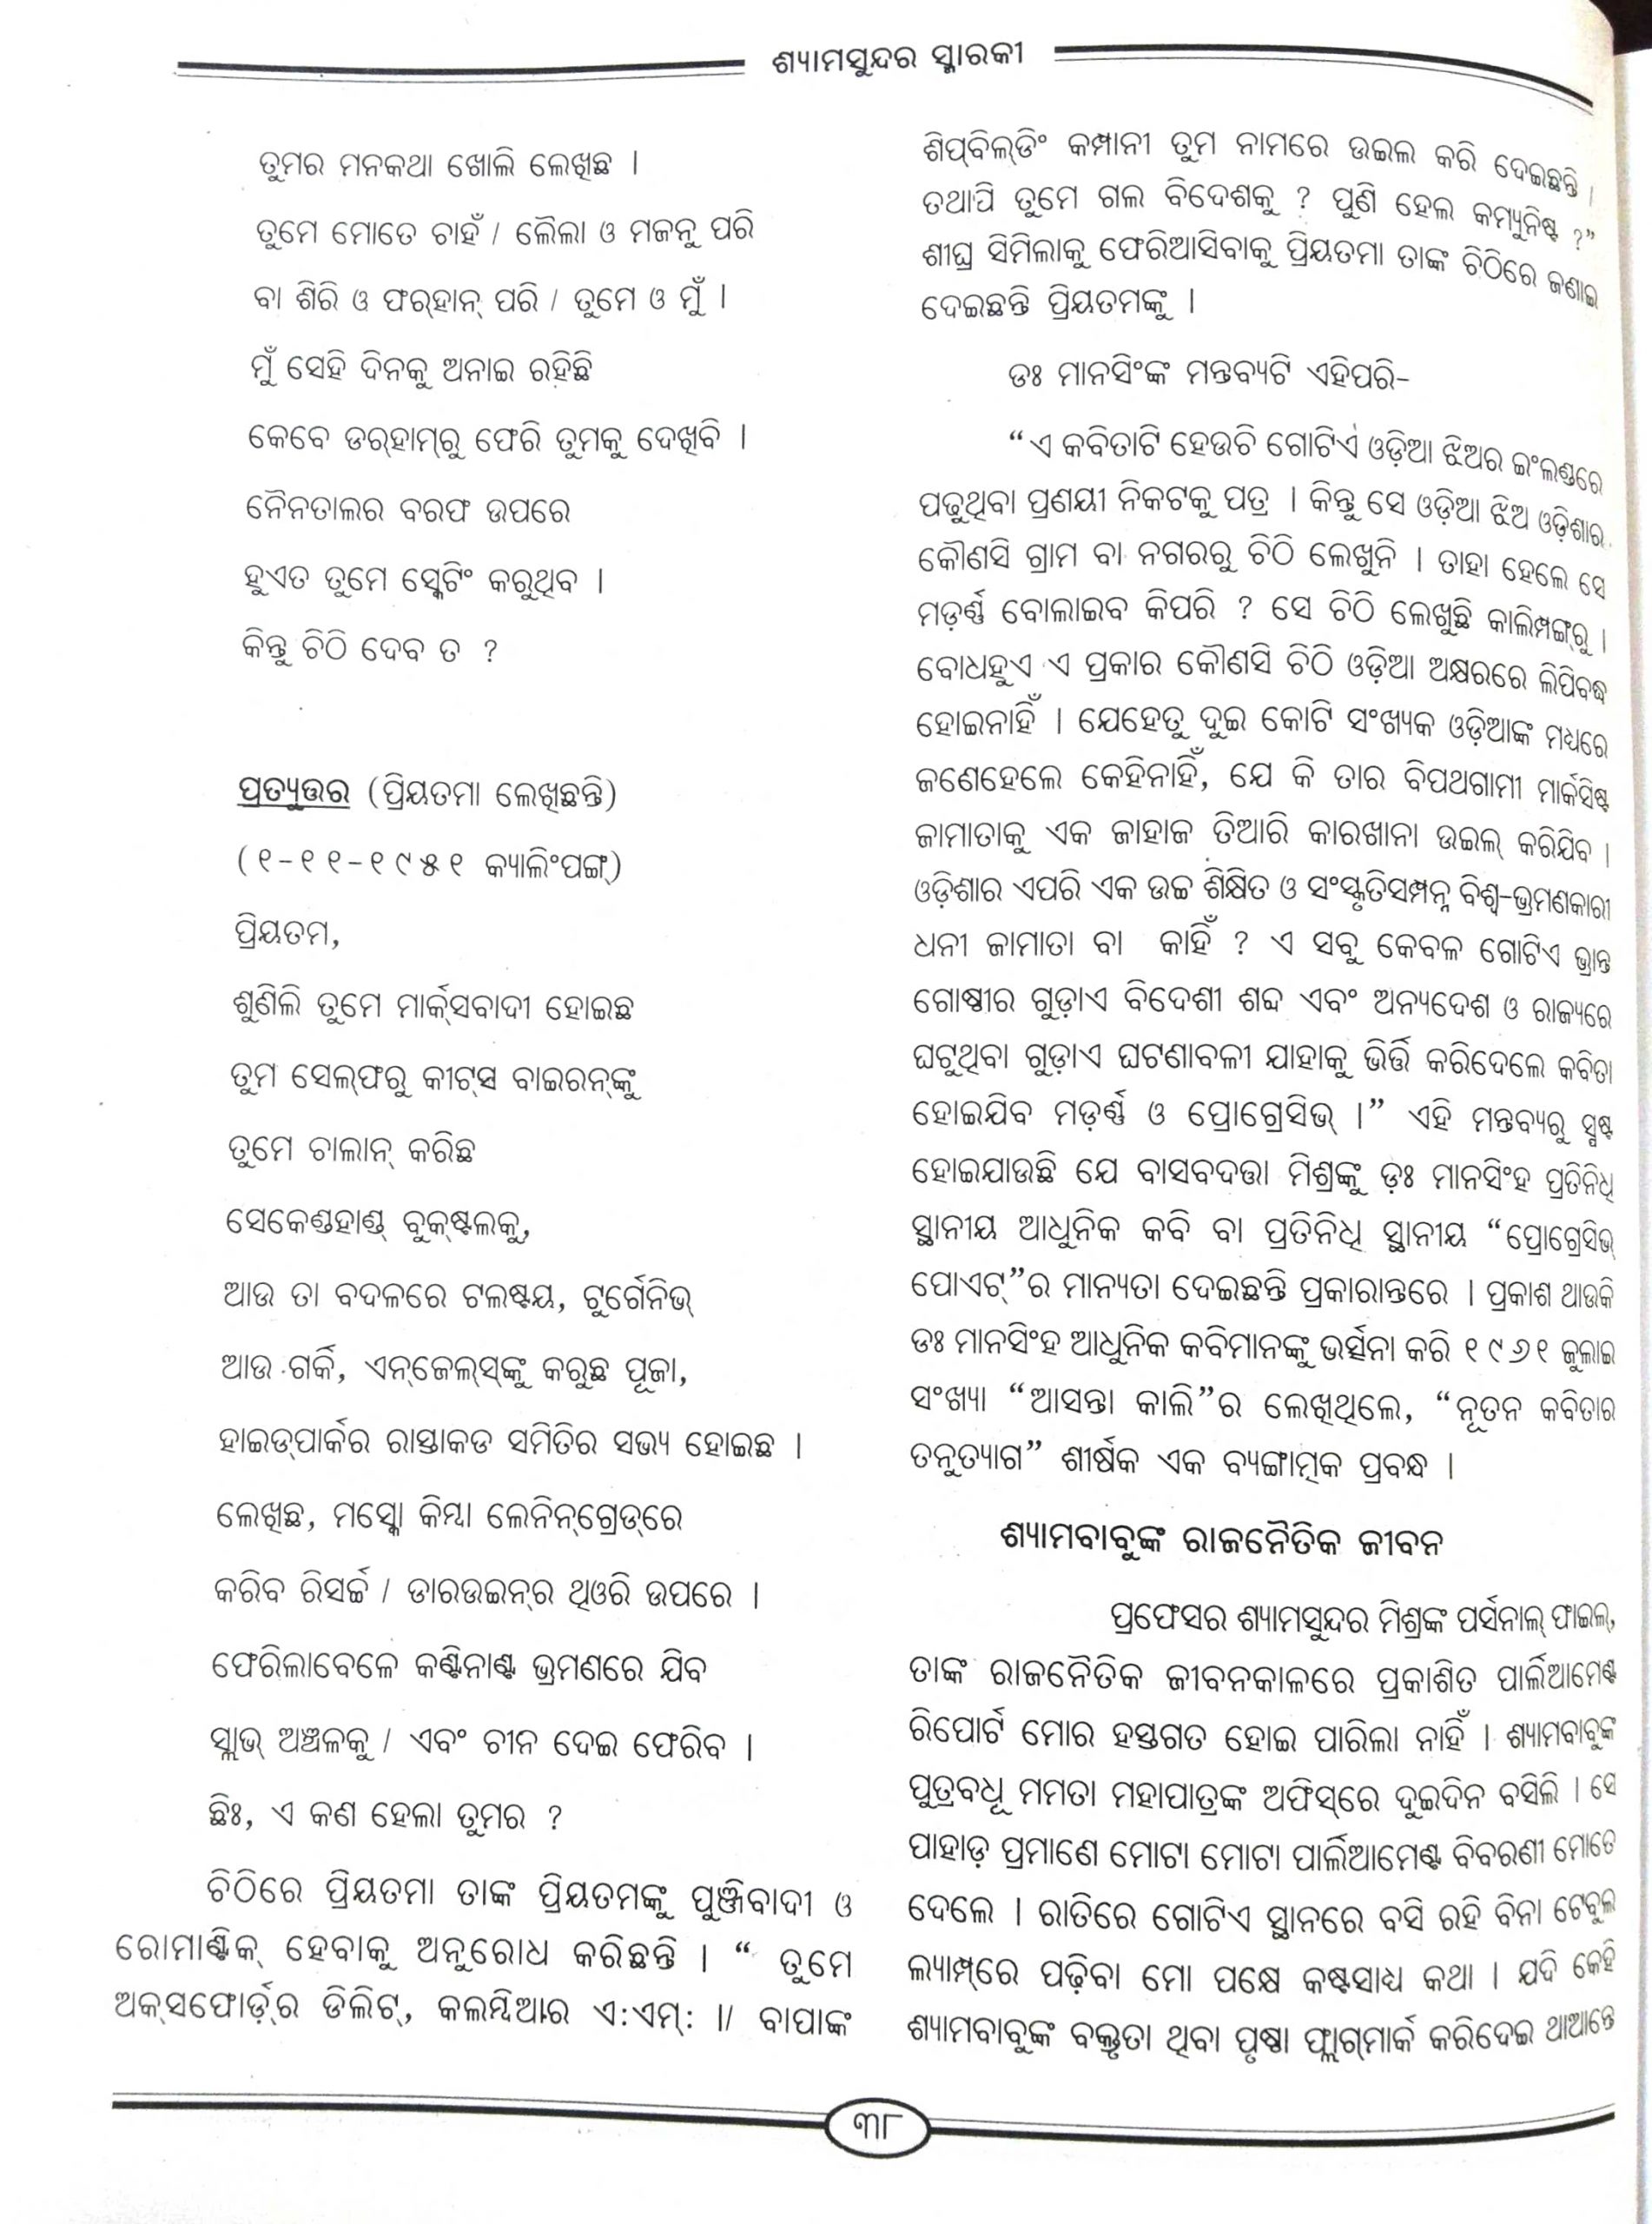 ଶ୍ୟାମସୁନ୍ଦର ସ୍ମାରକୀ
ତୁମର ମନକଥା ଖୋଲି ଲେଖିଛ ।
ତୁମେ ମୋତେ ଚାହଁ / ଲୈଲା ଓ ମଜନୁ ପରି
ବା ଶିରି ଓ ଫର୍‌ହାନ୍ ପରି / ତୁମେ ଓ ମୁଁ ।
ମୁଁ ସେହି ଦିନକୁ ଅନାଇ ରହିଛି
କେବେ ଡର୍‌ହାମ୍‌ରୁ ଫେରି ତୁମକୁ ଦେଖିବି ।
ନୈନତାଲର ବରଫ ଉପରେ
ହୁଏତ ତୁମେ ସ୍କେଟିଂ କରୁଥିବ ।
କିନ୍ତୁ ଚିଠି ଦେବ ତ ?
ପ୍ରତ୍ୟୁତ୍ତର (ପ୍ରିୟତମା ଲେଖିଛନ୍ତି)
(୧-୧୧-୧୯୫୧ କ୍ୟାଲିଂପଙ୍ଗ୍)
ପ୍ରିୟତମ,
ଶୁଣିଲି ତୁମେ ମାର୍କ୍ସବାଦୀ ହୋଇଛ
ତୁମ ସେଲ୍‌ଫରୁ କୀଟ୍‌ସ ବାଇରନ୍‌ଙ୍କୁ
ତୁମେ ଚାଲାନ୍ କରିଛ
ସେକେଣ୍ଡହାଣ୍ଡ୍ ବୁକ୍‌ଷ୍ଟଲକୁ,
ଆଉ ତା ବଦଳରେ ଟଲଷ୍ଟୟ, ଟୁର୍ଗେନିଭ୍
ଆଉ ଗର୍କି, ଏନ୍‌ଜେଲ୍‌ସ୍‌ଙ୍କୁ କରୁଛ ପୂଜା,
ହାଇଡ୍‌ପାର୍କର ରାସ୍ତାକଡ ସମିତିର ସଭ୍ୟ ହୋଇଛ ।
ଲେଖିଛ, ମସ୍କୋ କିମ୍ବା ଲେନିନ୍‌ଗ୍ରେଡ୍‌ରେ
କରିବ ରିସର୍ଚ୍ଚ / ଡାରଉଇନ୍‌ର ଥିଓରି ଉପରେ ।
ଫେରିଲାବେଳେ କଣ୍ଟିନାଣ୍ଟ ଭ୍ରମଣରେ ଯିବ
ସ୍ଲାଭ୍ ଅଞ୍ଚଳକୁ / ଏବଂ ଚୀନ ଦେଇ ଫେରିବ ।
ଛିଃ, ଏ କଣ ହେଲା ତୁମର ?
ଚିଠିରେ ପ୍ରିୟତମା ତାଙ୍କ ପ୍ରିୟତମଙ୍କୁ ପୁଞ୍ଜିବାଦୀ ଓ
ରୋମାଣ୍ଟିକ୍ ହେବାକୁ ଅନୁରୋଧ କରିଛନ୍ତି । “ ତୁମେ
ଅକ୍‌ସଫୋର୍ଡ଼୍‌ର ଡିଲିଟ୍, କଲମ୍ବିଆର ଏ:ଏମ୍: ।/ ବାପାଙ୍କ
ଶିପ୍‌ବିଲ୍‌ଡିଂ କମ୍ପାନୀ ତୁମ ନାମରେ ଉଇଲ କରି ଦେଇଛନ୍ତି ।
ତଥାପି ତୁମେ ଗଲ ବିଦେଶକୁ ? ପୁଣି ହେଲ କମ୍ୟୁନିଷ୍ଟ ?”
ଶୀଘ୍ର ସିମିଲାକୁ ଫେରିଆସିବାକୁ ପ୍ରିୟତମା ତାଙ୍କ ଚିଠିରେ ଜଣାଇ
ଦେଇଛନ୍ତି ପ୍ରିୟତମଙ୍କୁ ।
ଡଃ ମାନସିଂଙ୍କ ମନ୍ତବ୍ୟଟି ଏହିପରି-
“ଏ କବିତାଟି ହେଉଚି ଗୋଟିଏ ଓଡ଼ିଆ ଝିଅର ଇଂଲଣ୍ଡରେ
ପଢୁଥିବା ପ୍ରଣୟୀ ନିକଟକୁ ପତ୍ର । କିନ୍ତୁ ସେ ଓଡ଼ିଆ ଝିଅ ଓଡ଼ିଶାର
କୌଣସି ଗ୍ରାମ ବା ନଗରରୁ ଚିଠି ଲେଖୁନି । ତାହା ହେଲେ ସେ
ମଡ଼ର୍ଣ୍ଣ ବୋଲାଇବ କିପରି ? ସେ ଚିଠି ଲେଖୁଛି କାଲିମ୍ପଙ୍ଗ୍‌ରୁ ।
ବୋଧହୁଏ ଏ ପ୍ରକାର କୌଣସି ଚିଠି ଓଡ଼ିଆ ଅକ୍ଷରରେ ଲିପିବଦ୍ଧ
ହୋଇନାହିଁ । ଯେହେତୁ ଦୁଇ କୋଟି ସଂଖ୍ୟକ ଓଡ଼ିଆଙ୍କ ମଧ୍ୟରେ
ଜଣେହେଲେ କେହିନାହିଁ, ଯେ କି ତାର ବିପଥଗାମୀ ମାର୍କସିଷ୍ଟ
ଜାମାତାକୁ ଏକ ଜାହାଜ ତିଆରି କାରଖାନା ଉଇଲ୍ କରିଯିବ ।
ଓଡ଼ିଶାର ଏପରି ଏକ ଉଚ୍ଚ ଶିକ୍ଷିତ ଓ ସଂସ୍କୃତିସମ୍ପନ୍ନ ବିଶ୍ୱ-ଭ୍ରମଣକାରୀ
ଧନୀ ଜାମାତା ବା କାହିଁ ? ଏ ସବୁ କେବଳ ଗୋଟିଏ ଭ୍ରାନ୍ତ
ଗୋଷ୍ଠୀର ଗୁଡ଼ାଏ ବିଦେଶୀ ଶବ୍ଦ ଏବଂ ଅନ୍ୟଦେଶ ଓ ରାଜ୍ୟରେ
ଘଟୁଥିବା ଗୁଡ଼ାଏ ଘଟଣାବଳୀ ଯାହାକୁ ଭିର୍ତ୍ତି କରିଦେଲେ କବିତା
ହୋଇଯିବ ମଡ଼ର୍ଣ୍ଣ ଓ ପ୍ରୋଗ୍ରେସିଭ୍ ।” ଏହି ମନ୍ତବ୍ୟରୁ ସ୍ପଷ୍ଟ
ହୋଇଯାଉଛି ଯେ ବାସବଦତ୍ତା ମିଶ୍ରଙ୍କୁ ଡ଼ଃ ମାନସିଂହ ପ୍ରତିନିଧି
ସ୍ଥାନୀୟ ଆଧୁନିକ କବି ବା ପ୍ରତିନିଧି ସ୍ଥାନୀୟ “ପ୍ରୋଗ୍ରେସିଭ୍
ପୋଏଟ୍”ର ମାନ୍ୟତା ଦେଇଛନ୍ତି ପ୍ରକାରାନ୍ତରେ । ପ୍ରକାଶ ଥାଉକି
ଡଃ ମାନସିଂହ ଆଧୁନିକ କବିମାନଙ୍କୁ ଭର୍ତ୍ସନା କରି ୧୯୬୧ ଜୁଲାଇ
ସଂଖ୍ୟା “ଆସନ୍ତା କାଲି”ର ଲେଖିଥିଲେ, “ନୂତନ କବିତାର
ତନୁତ୍ୟାଗ” ଶୀର୍ଷକ ଏକ ବ୍ୟଙ୍ଗାତ୍ମକ ପ୍ରବନ୍ଧ ।
ଶ୍ୟାମବାବୁଙ୍କ ରାଜନୈତିକ ଜୀବନ
ପ୍ରଫେସର ଶ୍ୟାମସୁନ୍ଦର ମିଶ୍ରଙ୍କ ପର୍ସନାଲ୍ ଫାଇଲ୍,
ତାଙ୍କ ରାଜନୈତିକ ଜୀବନକାଳରେ ପ୍ରକାଶିତ ପାର୍ଲିଆମେଣ୍ଟ
ରିପୋର୍ଟ ମୋର ହସ୍ତଗତ ହୋଇ ପାରିଲା ନାହିଁ । ଶ୍ୟାମବାବୁଙ୍କ
ପୁତ୍ରବଧୂ ମମତା ମହାପାତ୍ରଙ୍କ ଅଫିସ୍‌ରେ ଦୁଇଦିନ ବସିଲି । ସେ
ପାହାଡ଼ ପ୍ରମାଣେ ମୋଟା ମୋଟା ପାର୍ଲିଆମେଣ୍ଟ ବିବରଣୀ ମୋତେ
ଦେଲେ । ରାତିରେ ଗୋଟିଏ ସ୍ଥାନରେ ବସି ରହି ବିନା ଟେବୁଲ
ଲ୍ୟାମ୍ପ୍‌ରେ ପଢ଼ିବା ମୋ ପକ୍ଷେ କଷ୍ଟସାଧ୍ୟ କଥା । ଯଦି କେହି
ଶ୍ୟାମବାବୁଙ୍କ ବକ୍ତୃତା ଥିବା ପୃଷ୍ଠା ଫ୍ଲାଗ୍‌ମାର୍କ କରିଦେଇ ଥାଆନ୍ତେ
୩୮